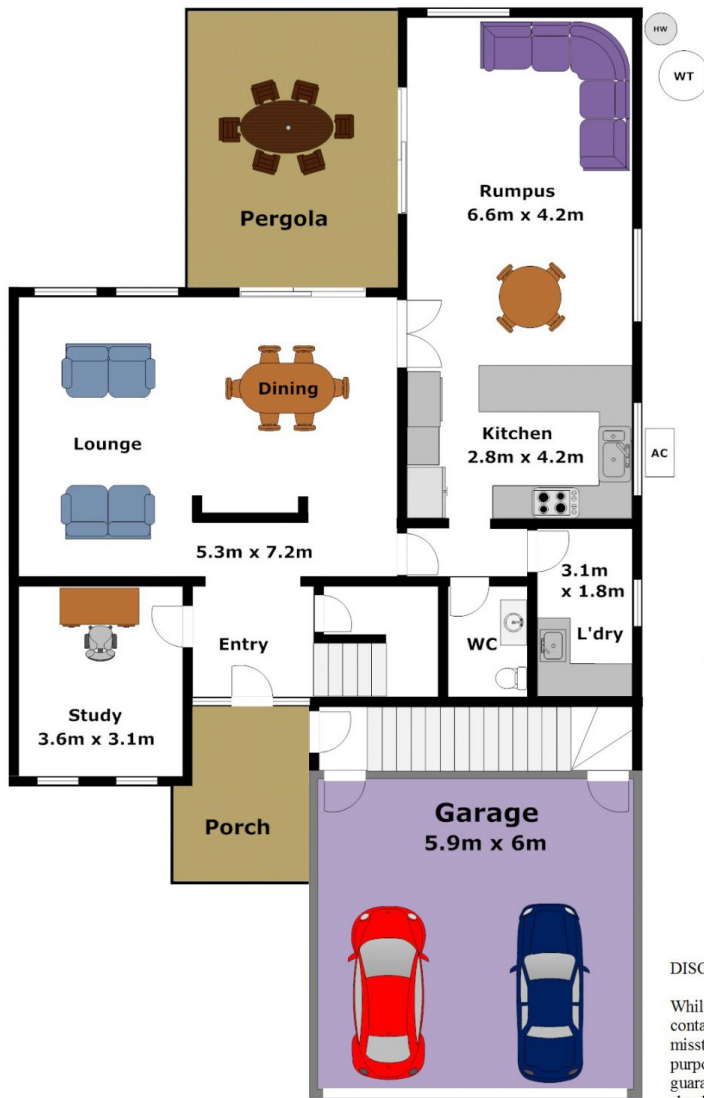 HW
WT
Rumpus
6.6m x 4.2m
Pergola
Dining
Lounge
Kitchen
2.8m x 4.2m
AC
5.3m x 7.2m
3.1m
x 1.8m
L'dry
WC
Entry
Study
3.6m x 3.1m
Porch
Garage
5.9m x 6m
DISC
Whil
conta
misst
purpo
guara